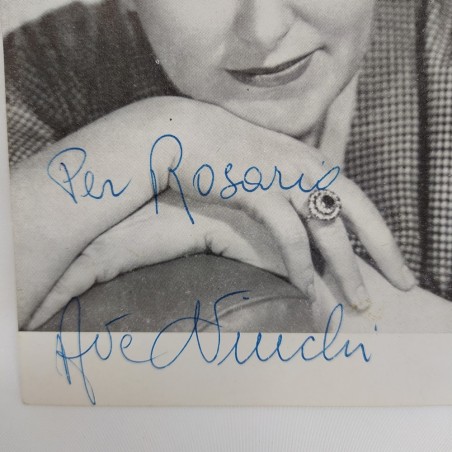 Per Rosario
Ave Ninchi